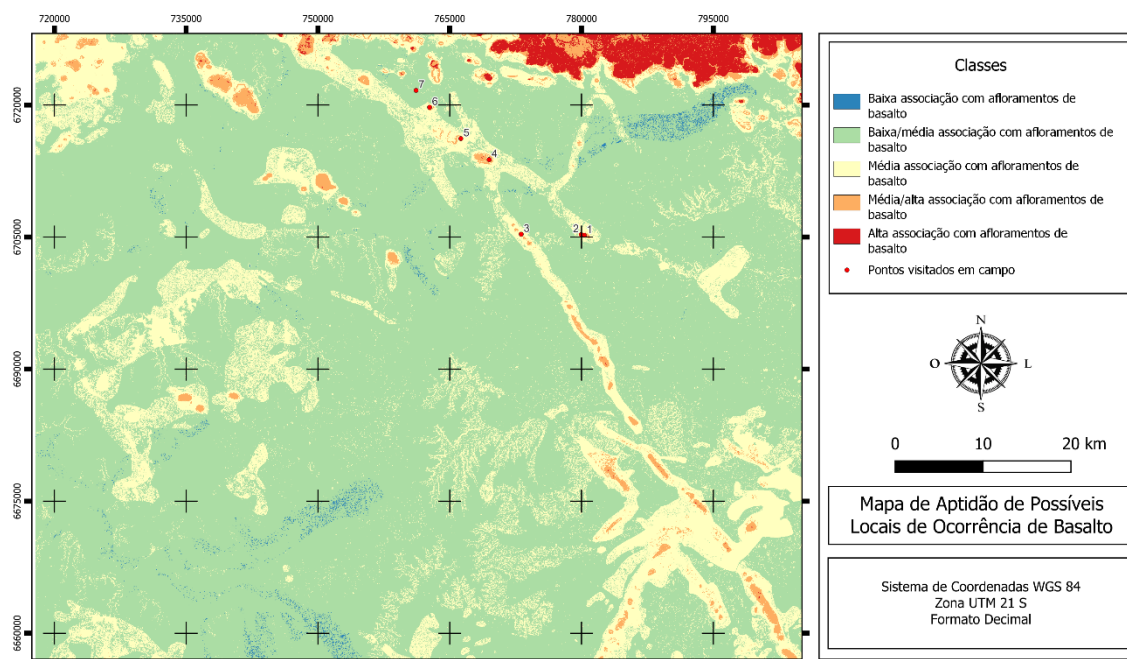 720000 735000 750000 765000 780000 795000
6720000
6705000
6690000
6675000
6660000
7
6
5
4
3
2 1
Classes
Baixa associação com afloramentos de
basalto
Baixa/média associação com afloramentos de
basalto
Média associação com afloramentos de
basalto
Média/alta associação com afloramentos de
basalto
Alta associação com afloramentos de
basalto
Pontos visitados em campo
N
O L
S
0 10 20 km
Mapa de Aptidão de Possíveis
Locais de Ocorrência de Basalto
Sistema de Coordenadas WGS 84
Zona UTM 21 S
Formato Decimal